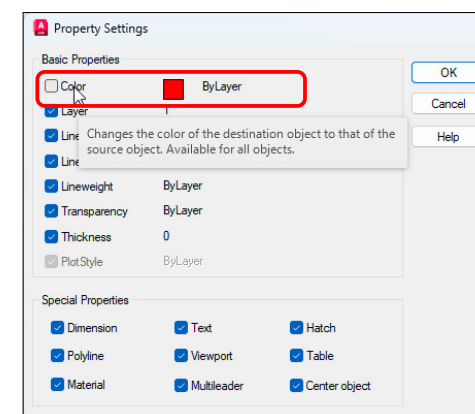 Property Settings
Basic Properties
Color ByLayer
OK
Layer 1
Cancel
Line
Changes the color of the destination object to that of the
source object. Available for all objects.
Help
Line
Lineweight ByLayer
Transparency ByLayer
Thickness 0
PlotStyle ByLayer
Special Properties
Dimension Text Hatch
Polyline Viewport Table
Material Multileader Center object